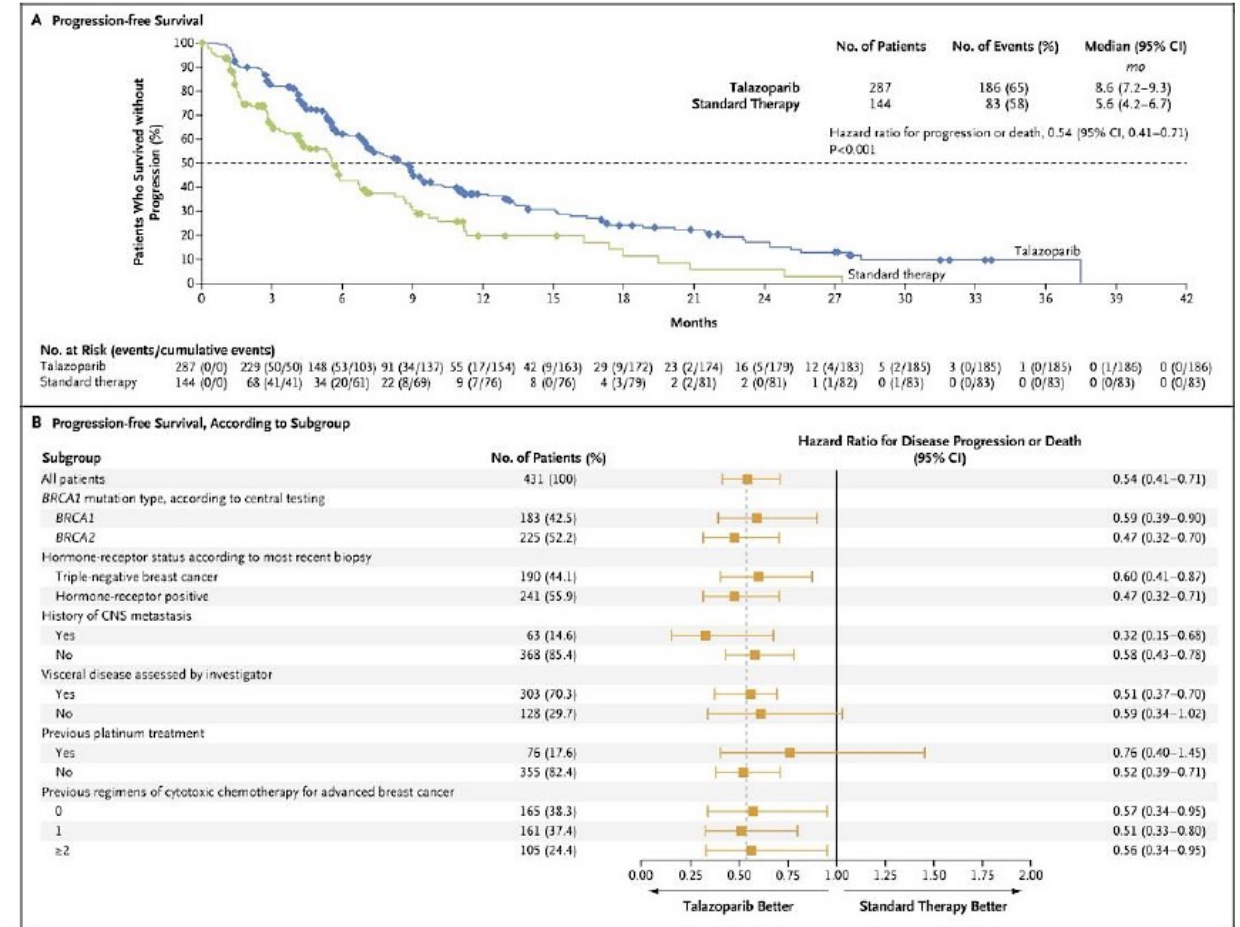 A Progression-free Survival
No. of Patients No. of Events (%) Median (95% CI)
mo
Talazoparib 287 186 (65) 8.6 (7.2–9.3)
Standard Therapy 144 83 (58) 5.6 (4.2–6.7)
Hazard ratio for progression or death, 0.54 (95% CI, 0.41–0.71)
P<0.001
Patients Who Survived without
Progression (%)
100
90
80
70
60
50
40
30
20
10
0
Talazoparib
Standard therapy
0 3 6 9 12 15 18 21 24 27 30 33 36 39 42
Months
No. at Risk (events/cumulative events)
Talazoparib 287 (0/0) 229 (50/50) 148 (53/103) 91 (34/137) 55 (17/154) 42 (9/163) 29 (9/172) 23 (2/174) 16 (5/179) 12 (4/183) 5 (2/185) 3 (0/185) 1 (0/185) 0 (1/186) 0 (0/186)
Standard therapy 144 (0/0) 68 (41/41) 34 (20/61) 22 (8/69) 9 (7/76) 8 (0/76) 4 (3/79) 2 (2/81) 2 (0/81) 1 (1/82) 0 (1/83) 0 (0/83) 0 (0/83) 0 (0/83) 0 (0/83)
B Progression-free Survival, According to Subgroup
Subgroup No. of Patients (%) Hazard Ratio for Disease Progression or Death
(95% CI)
All patients 431 (100) 0.54 (0.41–0.71)
BRCA1 mutation type, according to central testing
BRCA1 183 (42.5) 0.59 (0.39–0.90)
BRCA2 225 (52.2) 0.47 (0.32–0.70)
Hormone-receptor status according to most recent biopsy
Triple-negative breast cancer 190 (44.1) 0.60 (0.41–0.87)
Hormone-receptor positive 241 (55.9) 0.47 (0.32–0.71)
History of CNS metastasis
Yes 63 (14.6) 0.32 (0.15–0.68)
No 368 (85.4) 0.58 (0.43–0.78)
Visceral disease assessed by investigator
Yes 303 (70.3) 0.51 (0.37–0.70)
No 128 (29.7) 0.59 (0.34–1.02)
Previous platinum treatment
Yes 76 (17.6) 0.76 (0.40–1.45)
No 355 (82.4) 0.52 (0.39–0.71)
Previous regimens of cytotoxic chemotherapy for advanced breast cancer
0 165 (38.3) 0.57 (0.34–0.95)
1 161 (37.4) 0.51 (0.33–0.80)
≥2 105 (24.4) 0.56 (0.34–0.95)
0.00 0.25 0.50 0.75 1.00 1.25 1.50 1.75 2.00
Talazoparib Better Standard Therapy Better